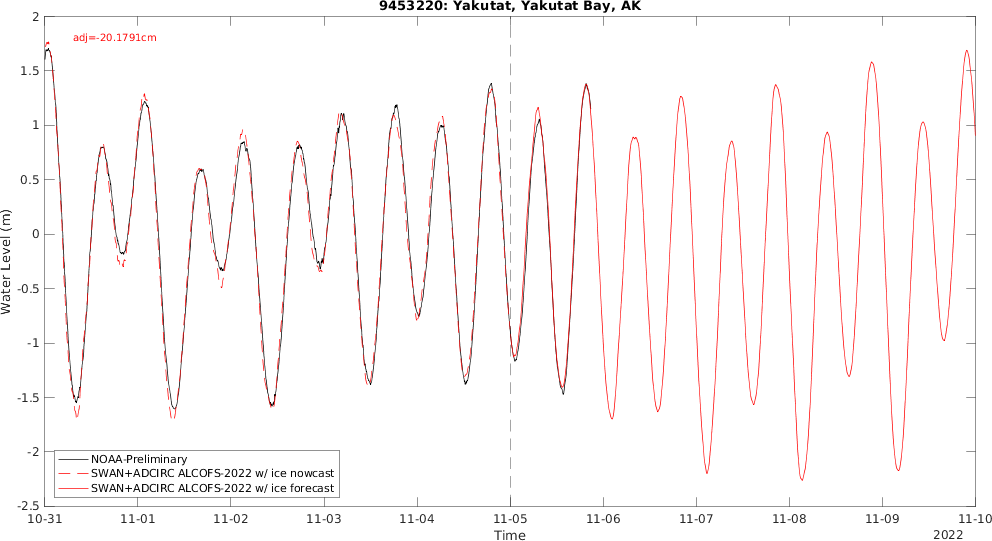 9453220: Yakutat, Yakutat Bay, AK
adj=-20.1791cm
2
1.5
1
0.5
0
-0.5
-1
-1.5
-2
-2.5
Water Level (m)
NOAA-Preliminary
SWAN+ADCIRC ALCOFS-2022 w/ ice nowcast
SWAN+ADCIRC ALCOFS-2022 w/ ice forecast
10-31 11-01 11-02 11-03 11-04 11-05 11-06 11-07 11-08 11-09 11-10
Time
2022